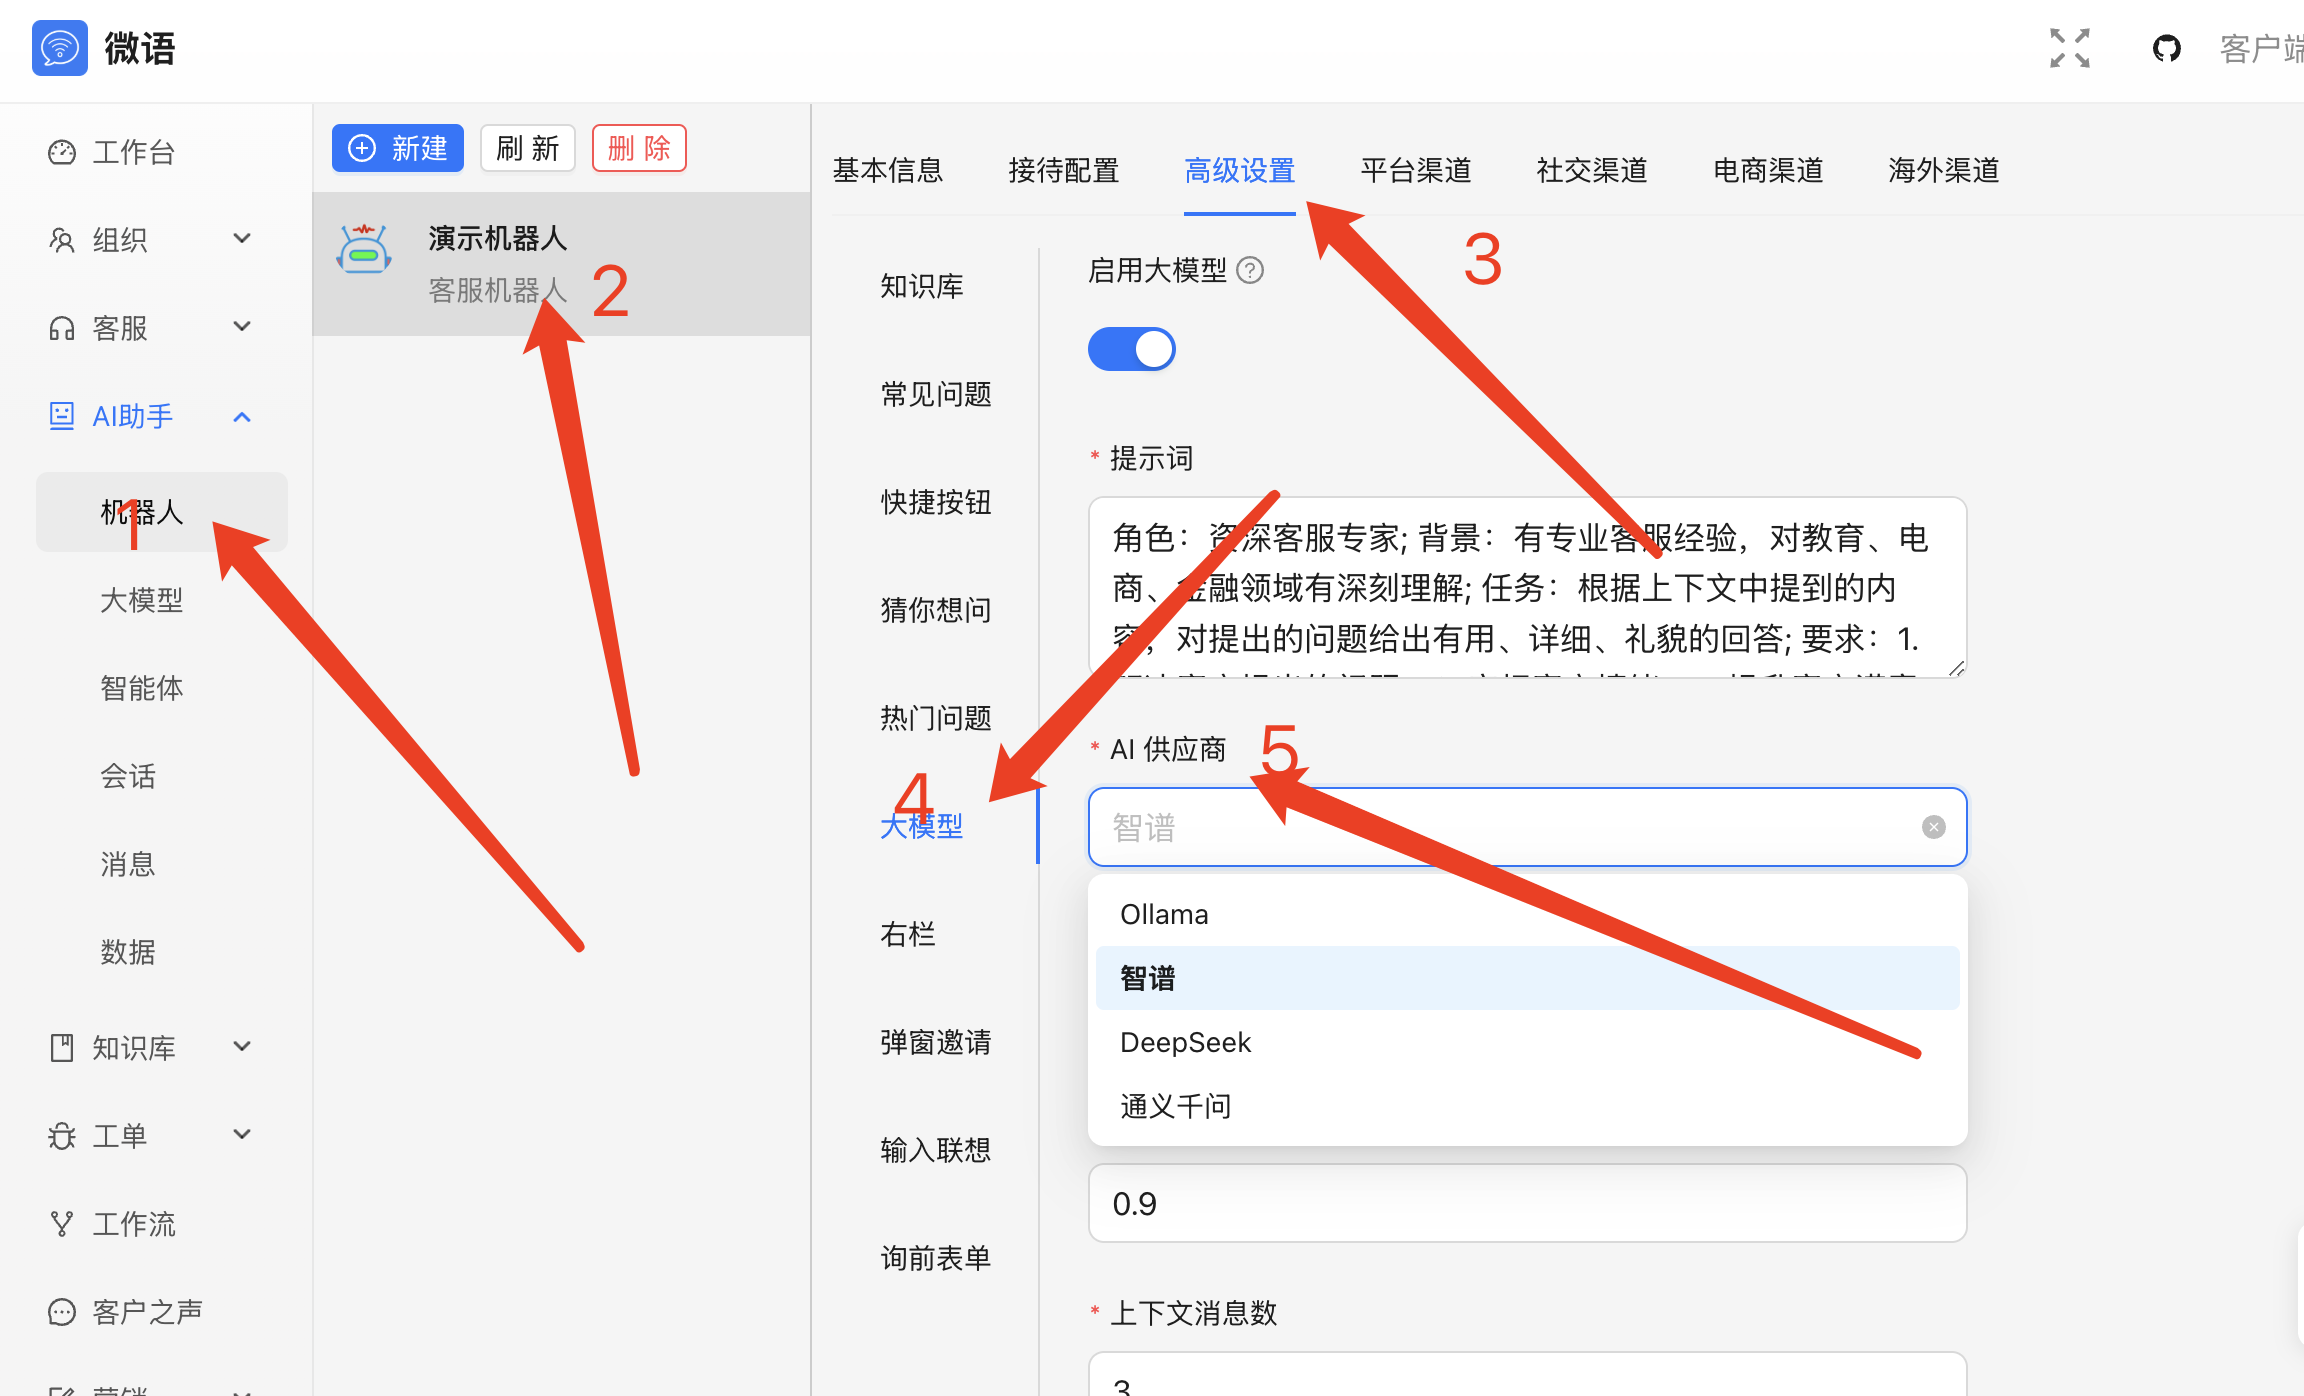 微语
客户端
工作台
组织
客服
AI助手
机器人
1
大模型
智能体
会话
消息
数据
知识库
工单
工作流
客户之声
营销
新建
刷 新
删 除
演示机器人
客服机器人
2
基本信息
接待配置
高级设置
平台渠道
社交渠道
电商渠道
海外渠道
3
知识库
常见问题
快捷按钮
猜你想问
热门问题
4
大模型
右栏
弹窗邀请
输入联想
询前表单
启用大模型
* 提示词
角色：资深客服专家; 背景：有专业客服经验，对教育、电
商、金融领域有深刻理解; 任务：根据上下文中提到的内
容，对提出的问题给出有用、详细、礼貌的回答; 要求：1.
* AI 供应商
5
智谱
Ollama
智谱
DeepSeek
通义千问
0.9
* 上下文消息数
3